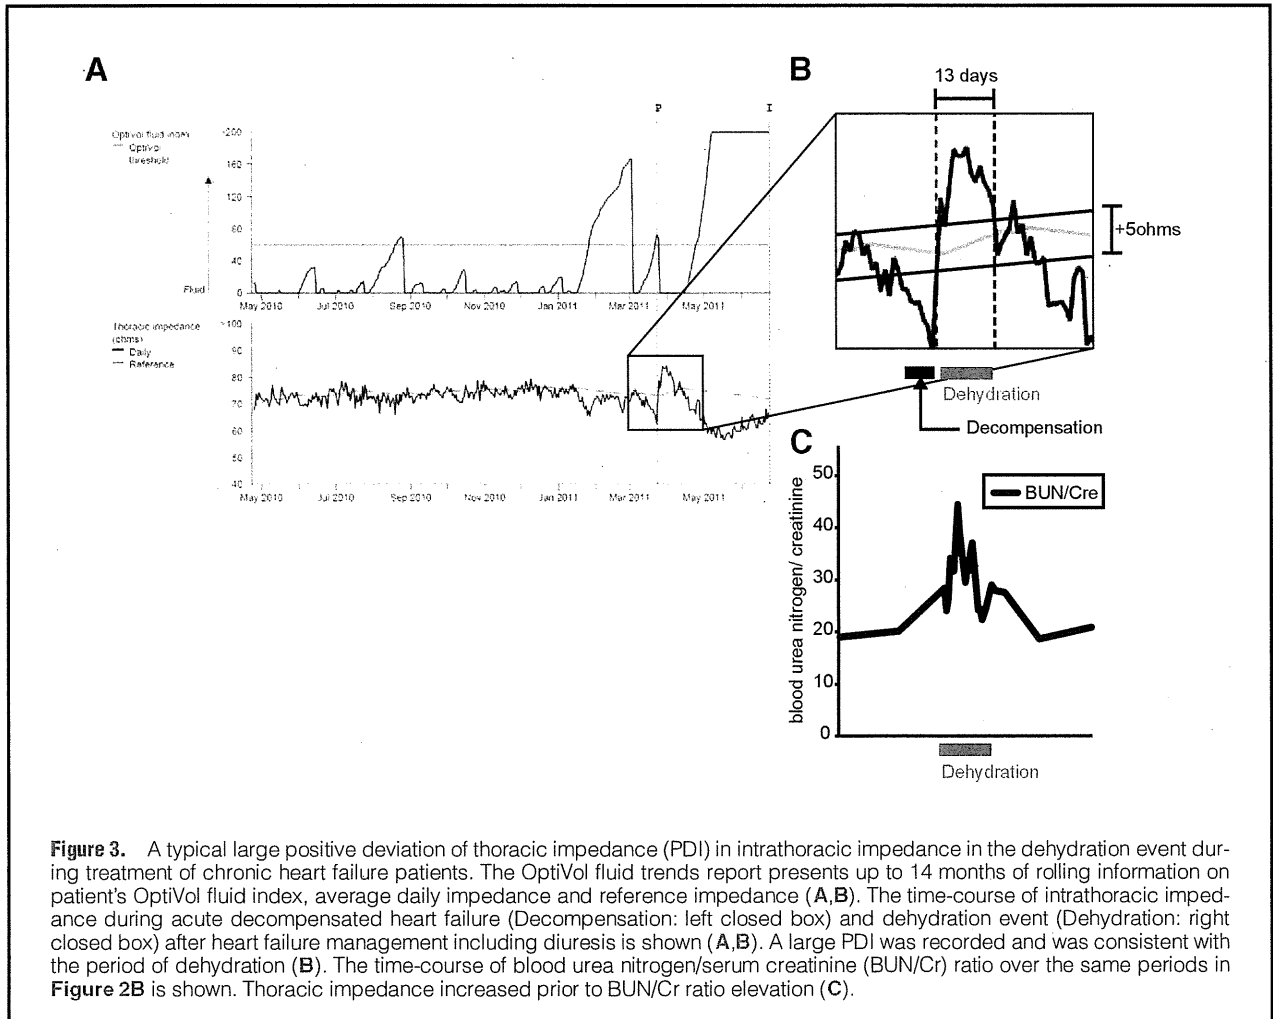 A
Optivol fluid index
OptiVol
threshold
Fluid
200
160
120
60
40
0
P
I
May 2010
Jul 2010
Sep 2010
Nov 2010
Jan 2011
Mar 2011
May 2011
Thoracic impedance
(ohms)
Daily
Reference
>100
90
80
70
60
50
40
May 2010
Jul 2010
Sep 2010
Nov 2010
Jan 2011
Mar 2011
May 2011
B
13 days
+5ohms
Dehydration
Decompensation
C
BUN/Cre
blood urea nitrogen/ creatinine
50
40
30
20
10
0
Dehydration
Figure 3. A typical large positive deviation of thoracic impedance (PDI) in intrathoracic impedance in the dehydration event dur-
ing treatment of chronic heart failure patients. The OptiVol fluid trends report presents up to 14 months of rolling information on
patient's OptiVol fluid index, average daily impedance and reference impedance (A,B). The time-course of intrathoracic imped-
ance during acute decompensated heart failure (Decompensation: left closed box) and dehydration event (Dehydration: right
closed box) after heart failure management including diuresis is shown (A,B). A large PDI was recorded and was consistent with
the period of dehydration (B). The time-course of blood urea nitrogen/serum creatinine (BUN/Cr) ratio over the same periods in
Figure 2B is shown. Thoracic impedance increased prior to BUN/Cr ratio elevation (C).